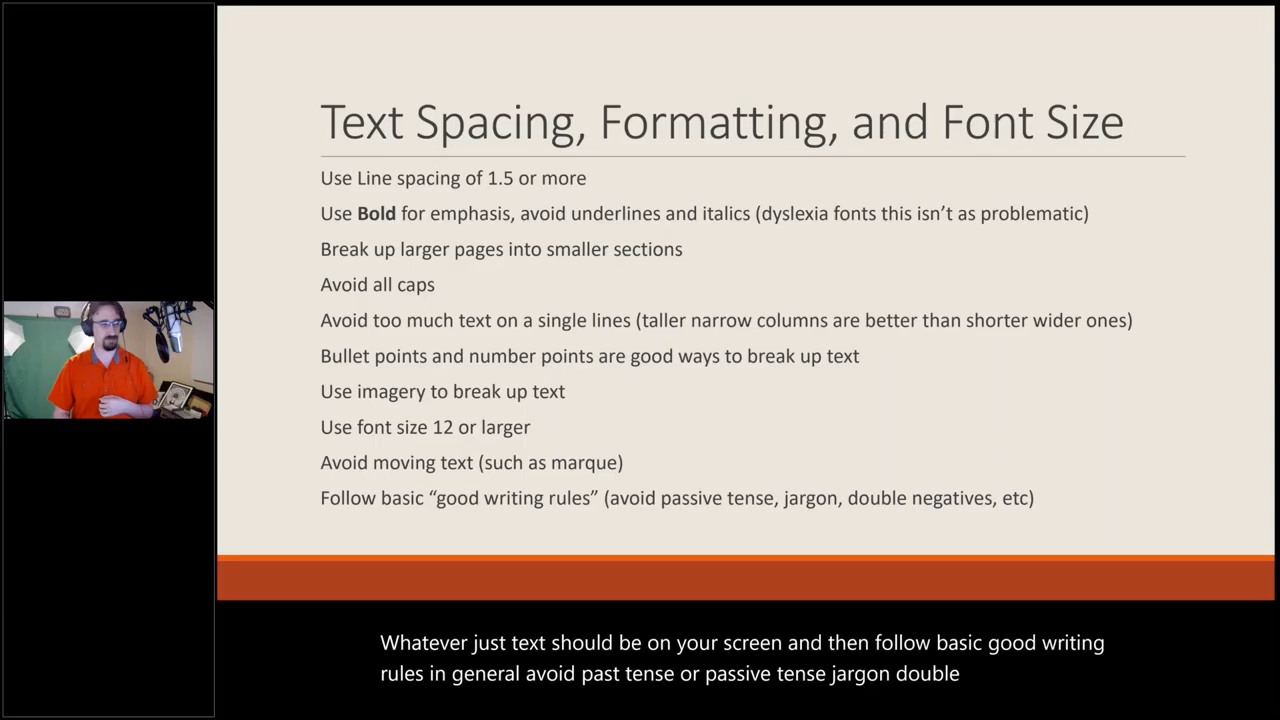 Text Spacing, Formatting, and Font Size
Use Line spacing of 1.5 or more
Use Bold for emphasis, avoid underlines and italics (dyslexia fonts this isn’t as problematic)
Break up larger pages into smaller sections
Avoid all caps
Avoid too much text on a single lines (taller narrow columns are better than shorter wider ones)
Bullet points and number points are good ways to break up text
Use imagery to break up text
Use font size 12 or larger
Avoid moving text (such as marque)
Follow basic “good writing rules” (avoid passive tense, jargon, double negatives, etc)
Whatever just text should be on your screen and then follow basic good writing
rules in general avoid past tense or passive tense jargon double